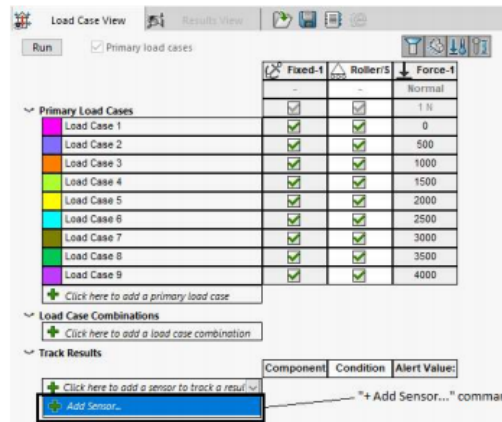 Load Case View Results View
Run Primary load cases
Fixed-1 Roller/S Force-1
- - Normal
Primary Load Cases 1 N
Load Case 1 0
Load Case 2 500
Load Case 3 1000
Load Case 4 1500
Load Case 5 2000
Load Case 6 2500
Load Case 7 3000
Load Case 8 3500
Load Case 9 4000
Click here to add a primary load case
Load Case Combinations
Click here to add a load case combination
Track Results
Component Condition Alert Value:
Click here to add a sensor to track a resul
Add Sensor...
"+ Add Sensor..." commar